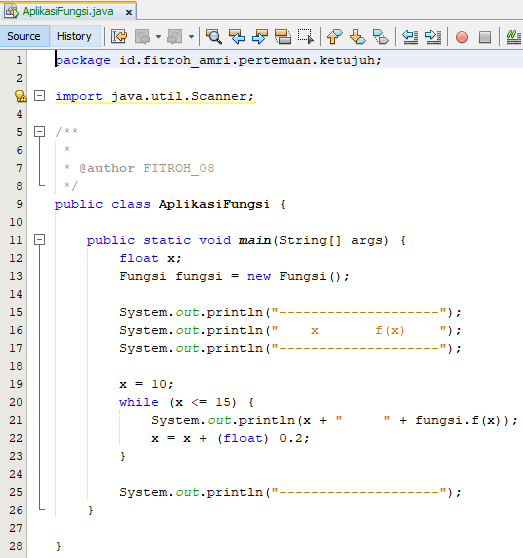 AplikasiFungsi.java x
Source History
1 package id.fitroh_amri.pertemuan.ketujuh;
2
import java.util.Scanner;
4
5 /**
6 *
7 * @author FITROH_08
8 */
9 public class AplikasiFungsi {
10
11 public static void main(String[] args) {
12 float x;
13 Fungsi fungsi = new Fungsi();
14
15 System.out.println("--------------------");
16 System.out.println("    x       f(x)    ");
17 System.out.println("--------------------");
18
19 x = 10;
20 while (x <= 15) {
21 System.out.println(x + "     " + fungsi.f(x));
22 x = x + (float) 0.2;
23 }
24
25 System.out.println("--------------------");
26 }
27
28 }